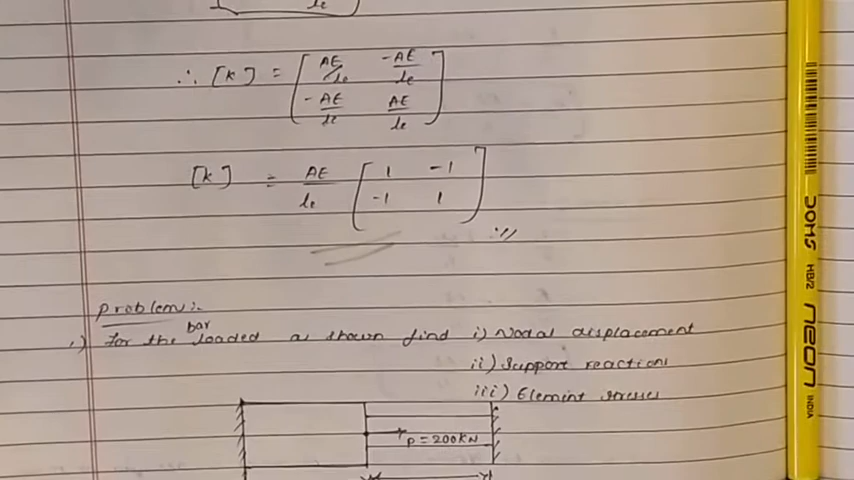 le
∴ [K] = [ AE/le -AE/le
-AE/le AE/le ]
[K] = AE/le [ 1 -1
-1 1 ]
Problem:-
1.) For the bar loaded as shown find i) Nodal displacement
ii) Support reactions
iii) Element stresses
P = 200KN
DOMS HB/2 neon INDIA